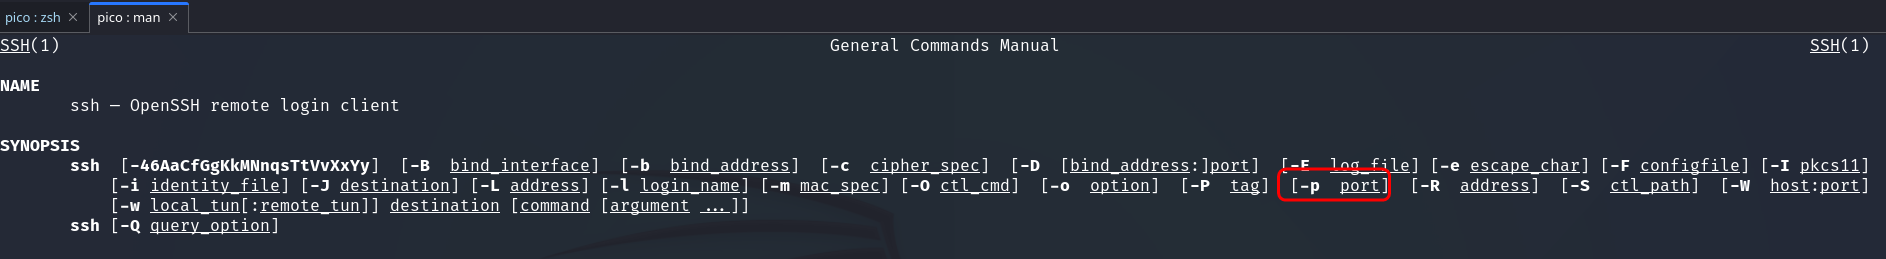 pico : zsh × pico : man ×
SSH(1) General Commands Manual SSH(1)
NAME
ssh — OpenSSH remote login client
SYNOPSIS
ssh [-46AaCfGgKkMNnqsTtVvXxYy] [-B bind_interface] [-b bind_address] [-c cipher_spec] [-D [bind_address:]port] [-E log_file] [-e escape_char] [-F configfile] [-I pkcs11]
[-i identity_file] [-J destination] [-L address] [-l login_name] [-m mac_spec] [-O ctl_cmd] [-o option] [-P tag] [-p port] [-R address] [-S ctl_path] [-W host:port]
[-w local_tun[:remote_tun]] destination [command [argument ...]]
ssh [-Q query_option]